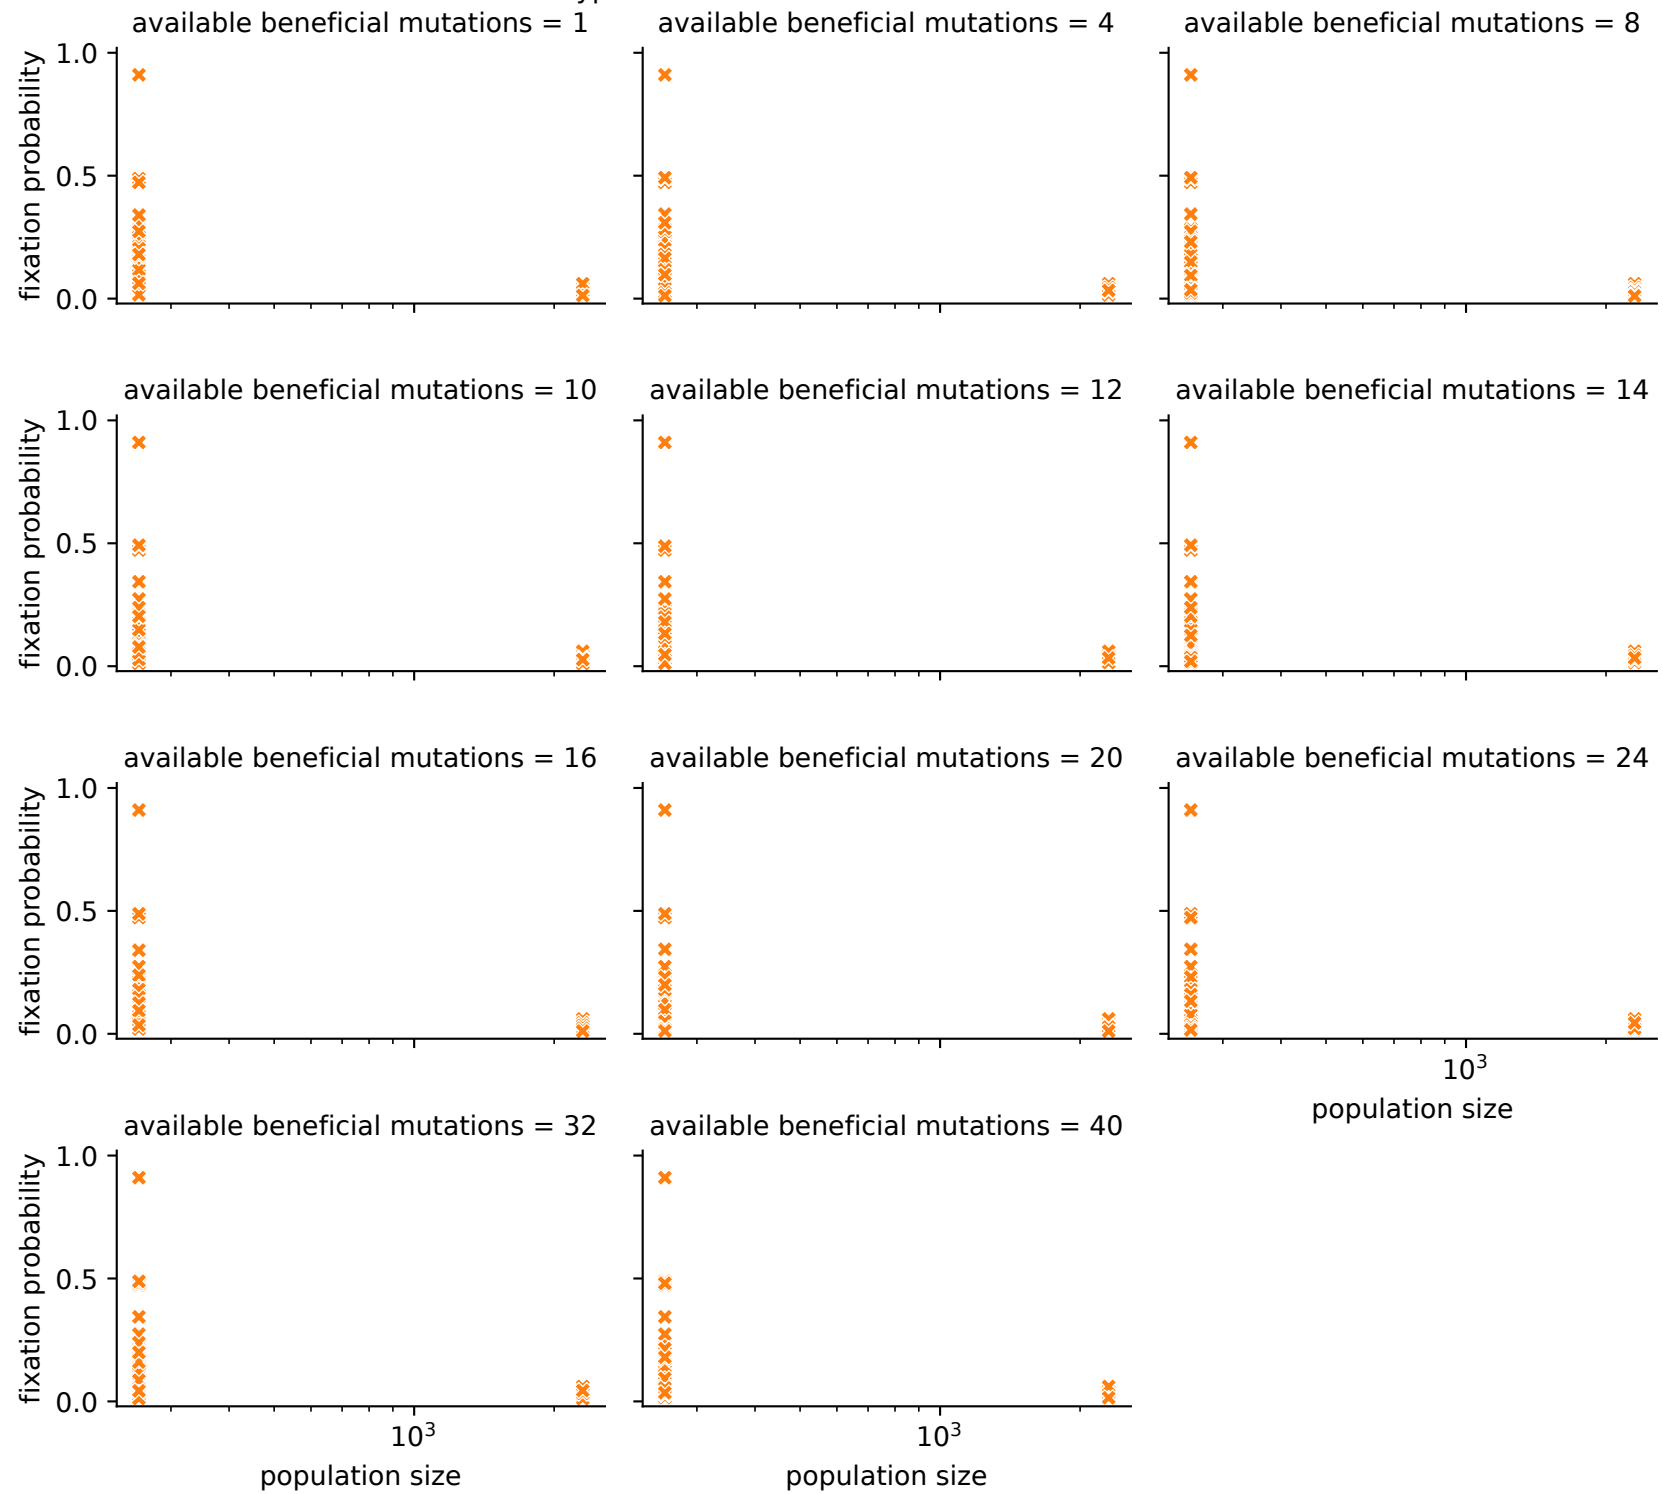 available beneficial mutations = 1
available beneficial mutations = 4
available beneficial mutations = 8
fixation probability
1.0
0.5
0.0
available beneficial mutations = 10
available beneficial mutations = 12
available beneficial mutations = 14
fixation probability
1.0
0.5
0.0
available beneficial mutations = 16
available beneficial mutations = 20
available beneficial mutations = 24
fixation probability
1.0
0.5
0.0
10³
population size
available beneficial mutations = 32
available beneficial mutations = 40
fixation probability
1.0
0.5
0.0
10³
10³
population size
population size